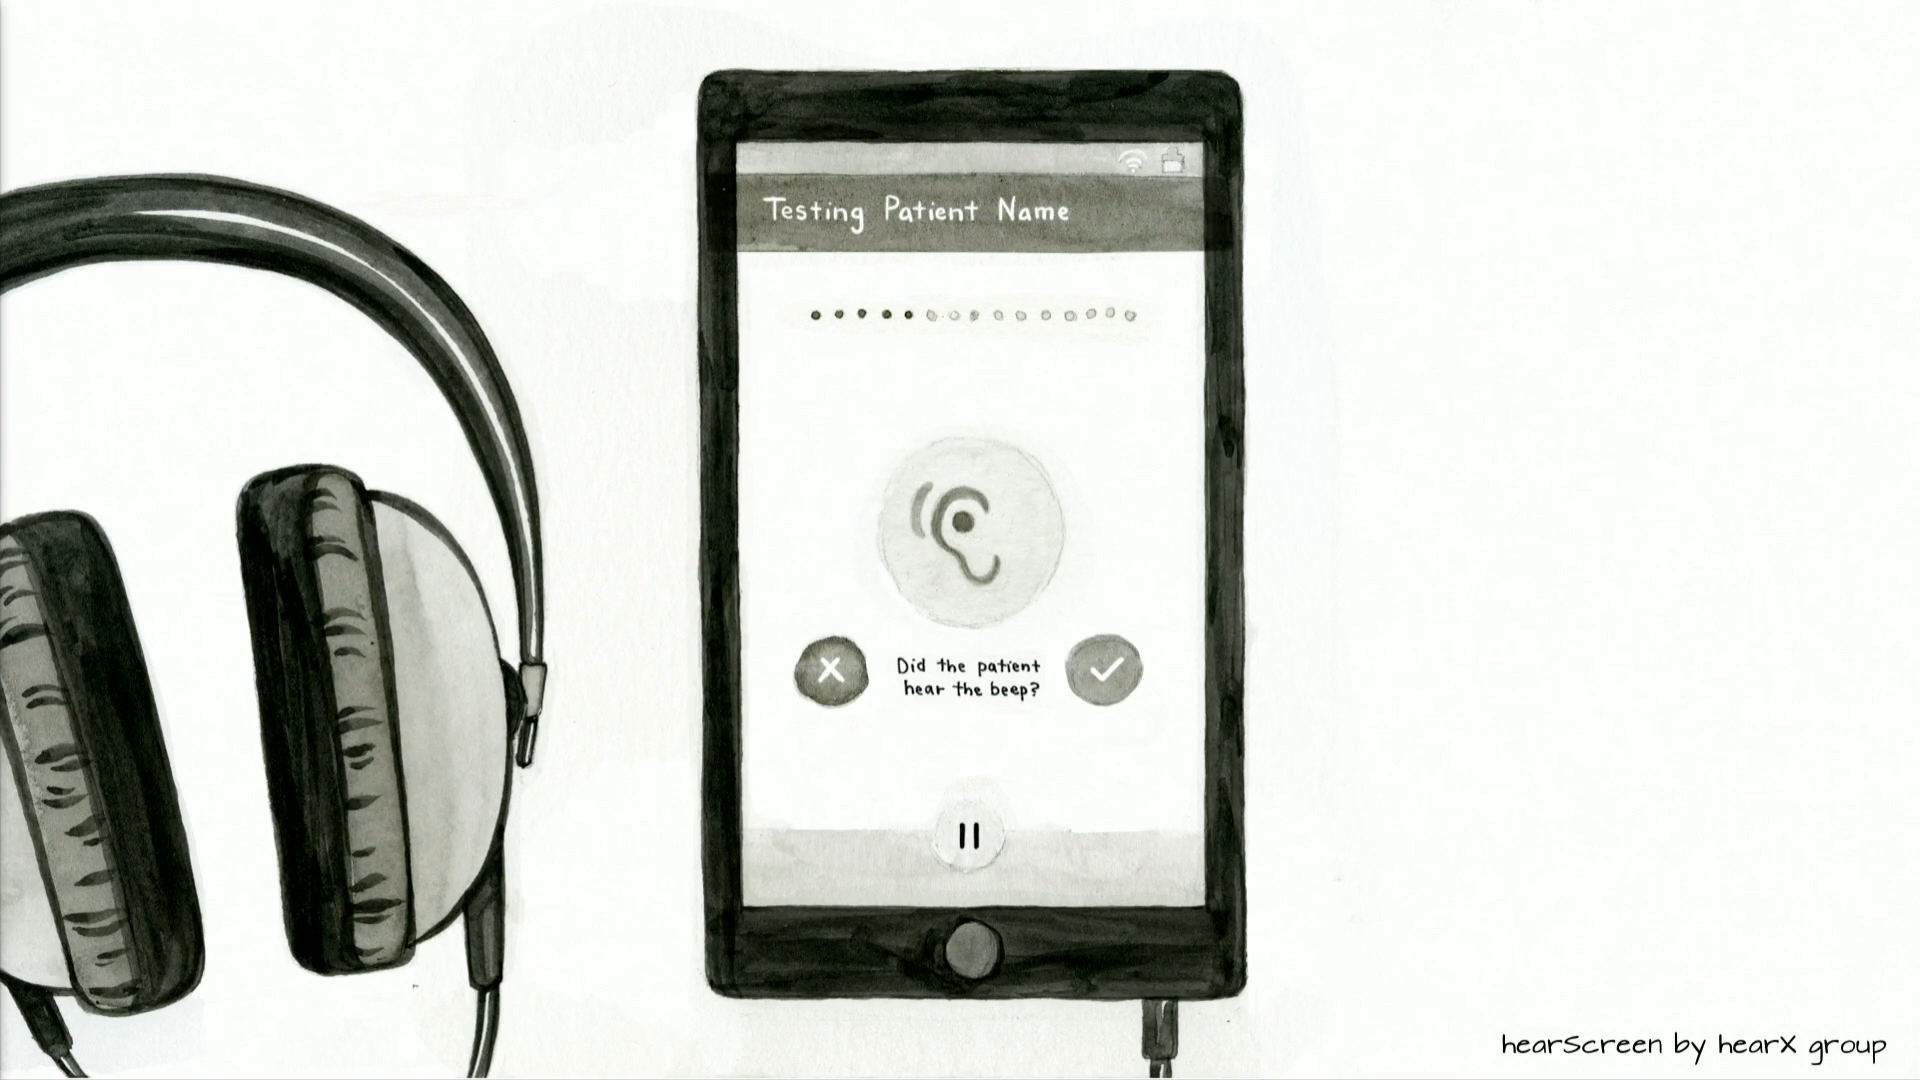 Testing Patient Name
Did the patient
hear the beep?
hearScreen by hearX group